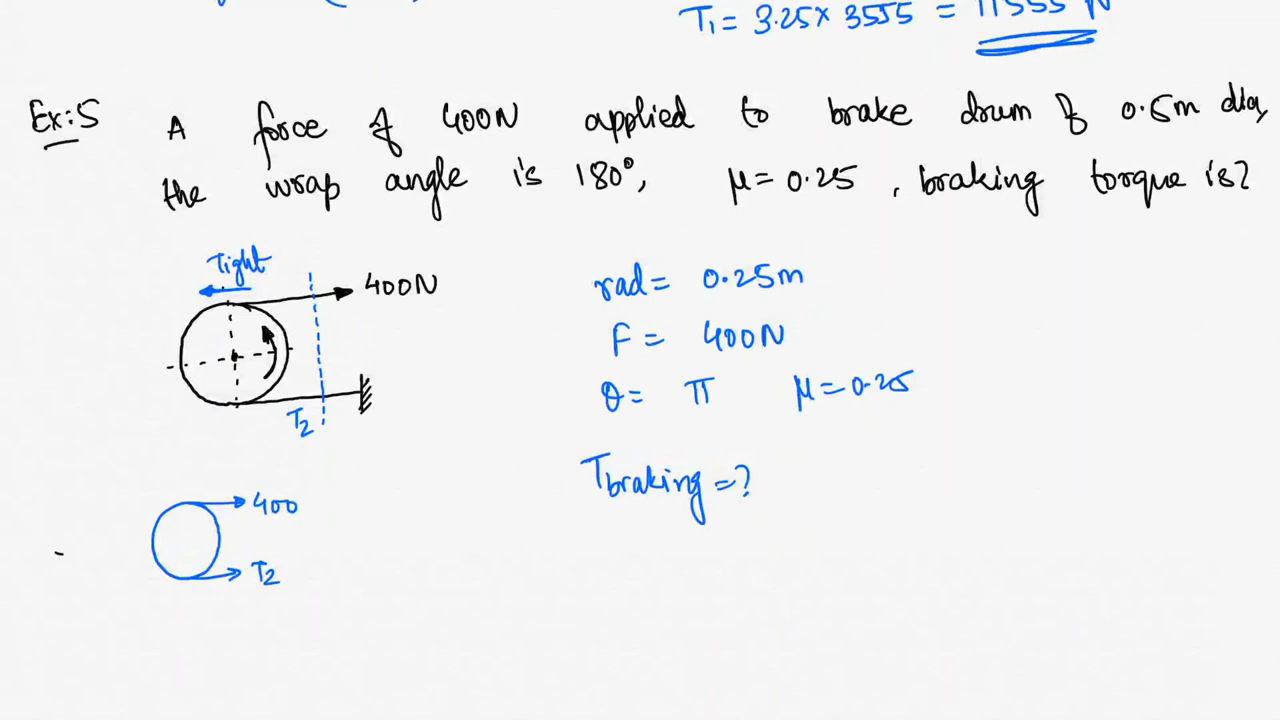 T₁ = 3.25 × 3555 = 11555 N
Ex:5 A force of 400N applied to brake drum of 0.5m dia,
the wrap angle is 180°, μ = 0.25 , braking torque is?
Tight
400N
T₂
rad = 0.25m
F = 400N
θ = π μ = 0.25
Tbraking = ?
400
T₂